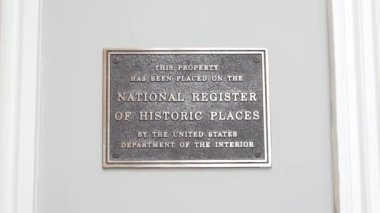 THIS PROPERTY
HAS BEEN PLACED ON THE
NATIONAL REGISTER
OF HISTORIC PLACES
BY THE UNITED STATES
DEPARTMENT OF THE INTERIOR